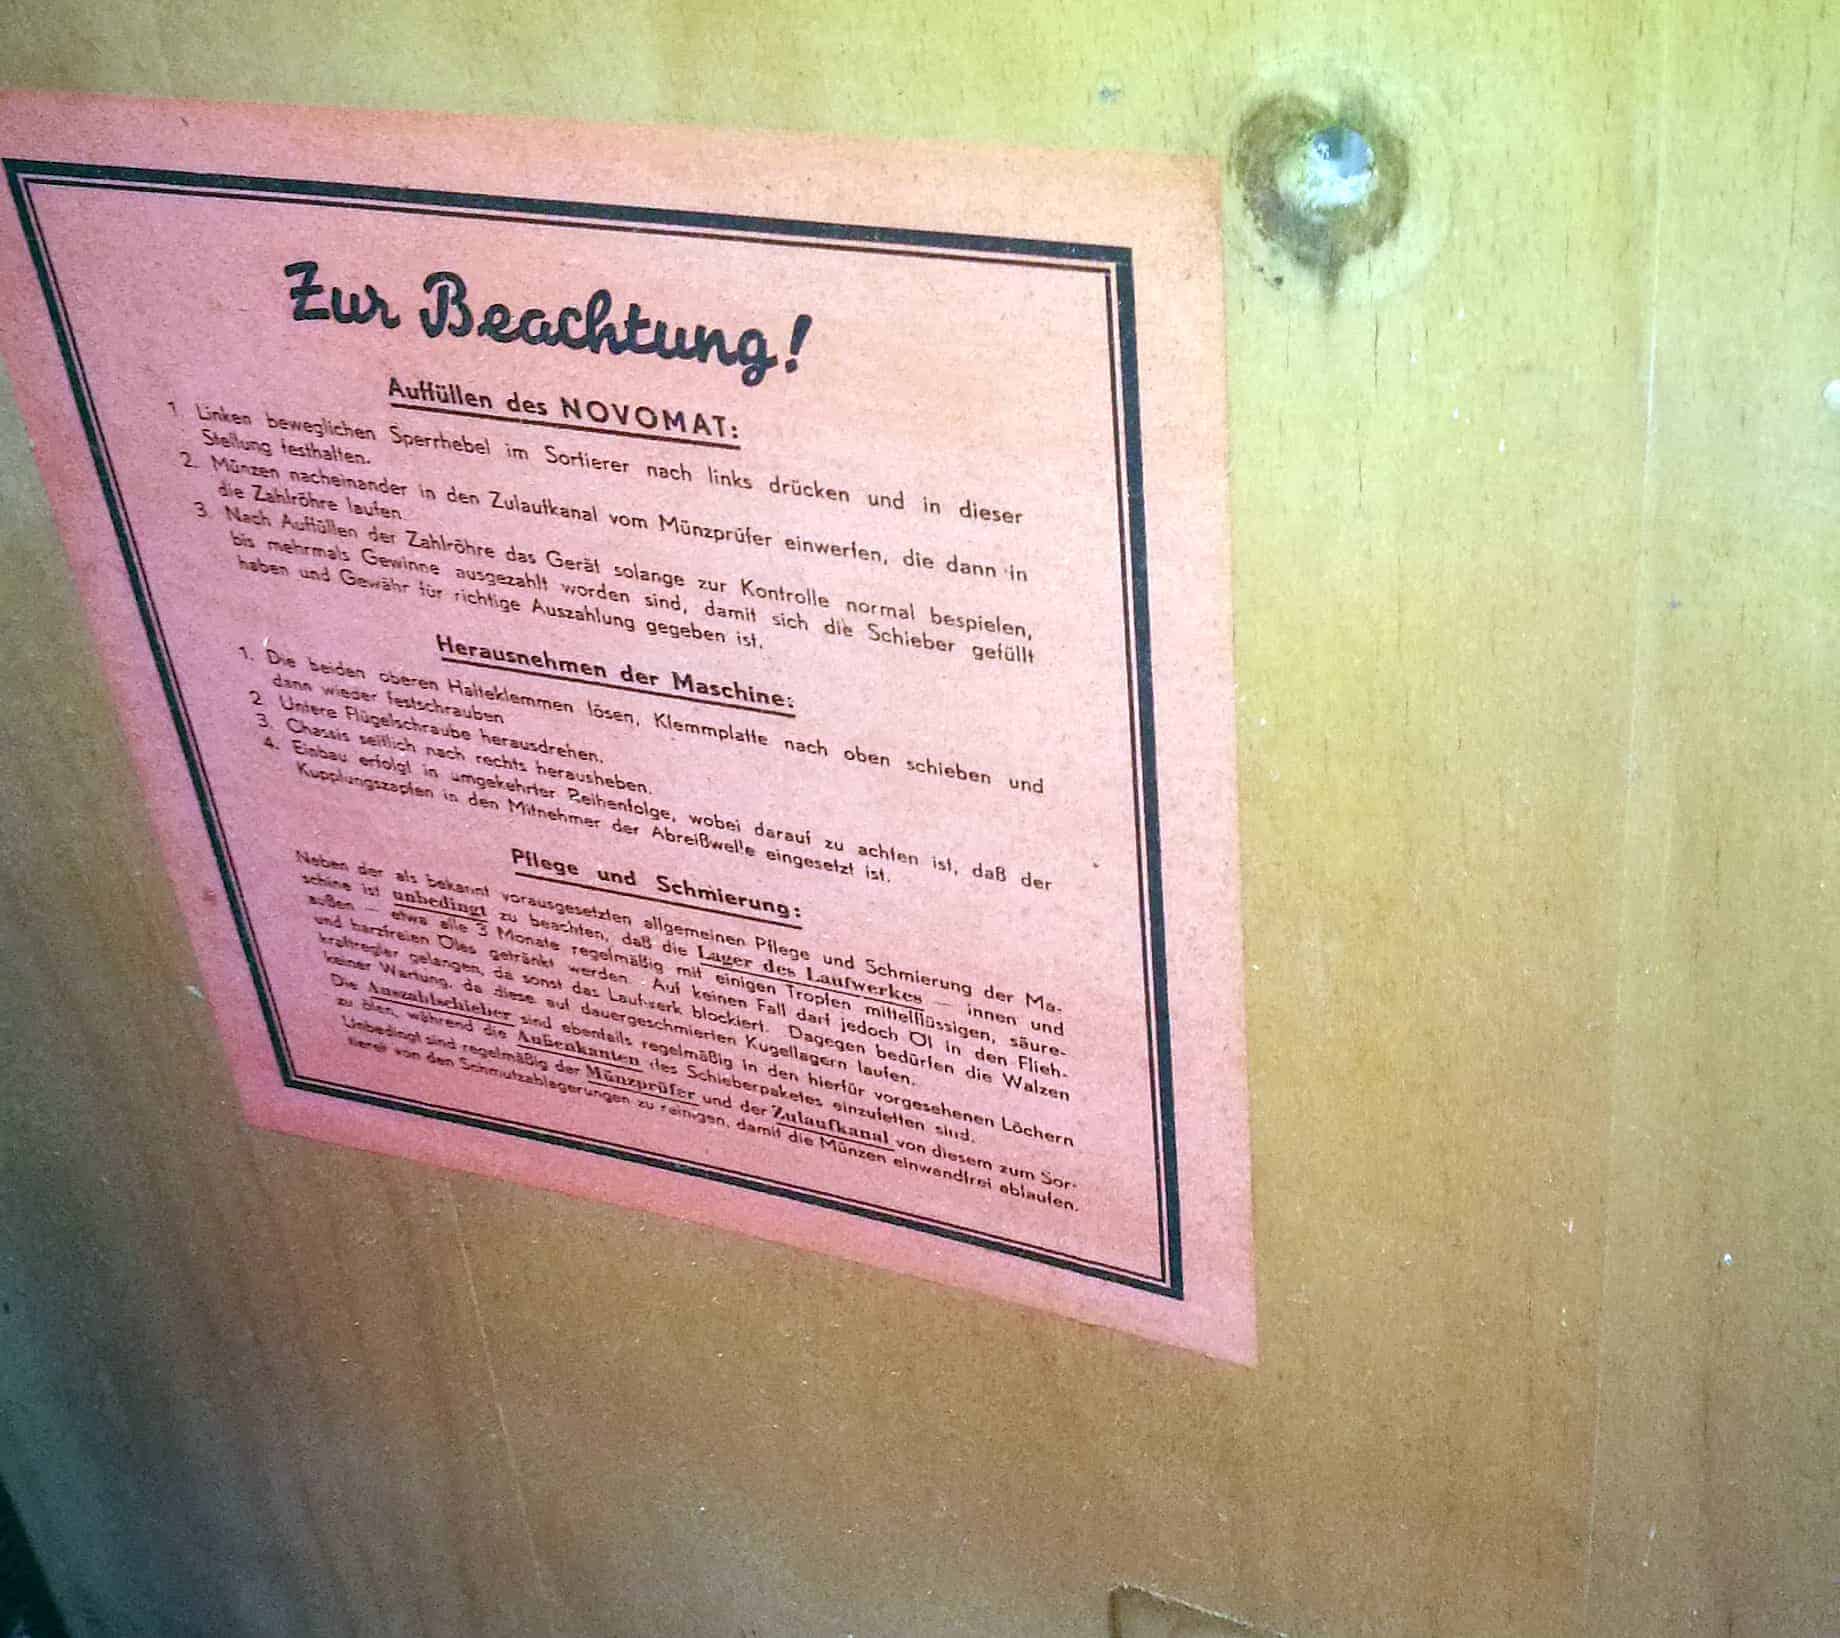 Zur Beachtung!
Auffüllen des NOVOMAT:
1. Linken beweglichen Sperrhebel im Sortierer nach links drücken und in dieser
Stellung festhalten.
2. Münzen nacheinander in den Zulaufkanal vom Münzprüfer einwerfen, die dann in
die Zahlröhre laufen.
3. Nach Auffüllen der Zahlröhre das Gerät solange zur Kontrolle normal bespielen,
bis mehrmals Gewinne ausgezahlt worden sind, damit sich die Schieber gefüllt
haben und Gewähr für richtige Auszahlung gegeben ist.
Herausnehmen der Maschine:
1. Die beiden oberen Halteklemmen lösen, Klemmplatte nach oben schieben und
dann wieder festschrauben
2. Untere Flügelschraube herausdrehen.
3. Chassis seitlich nach rechts herausheben.
4. Einbau erfolgt in umgekehrter Reihenfolge, wobei darauf zu achten ist, daß der
Kupplungszapfen in den Mitnehmer der Abreißwelle eingesetzt ist.
Pflege und Schmierung:
Neben der als bekannt vorausgesetzten allgemeinen Pflege und Schmierung der Ma-
schine ist unbedingt zu beachten, daß die Lager des Laufwerkes — innen und
außen — etwa alle 3 Monate regelmäßig mit einigen Tropfen mittelflüssigen, säure-
und harzfreien Öles getränkt werden. Auf keinen Fall darf jedoch Öl in den Flieh-
kraftregler gelangen, da sonst das Laufwerk blockiert. Dagegen bedürfen die Walzen
keiner Wartung, da diese auf dauergeschmierten Kugellagern laufen.
Die Auszahlschieber sind ebenfalls regelmäßig in den hierfür vorgesehenen Löchern
zu ölen, während die Außenkanten des Schieberpaketes einzufetten sind.
Unbedingt sind regelmäßig der Münzprüfer und der Zulaufkanal von diesem zum Sor-
tierer von den Schmutzablagerungen zu reinigen, damit die Münzen einwandfrei ablaufen.